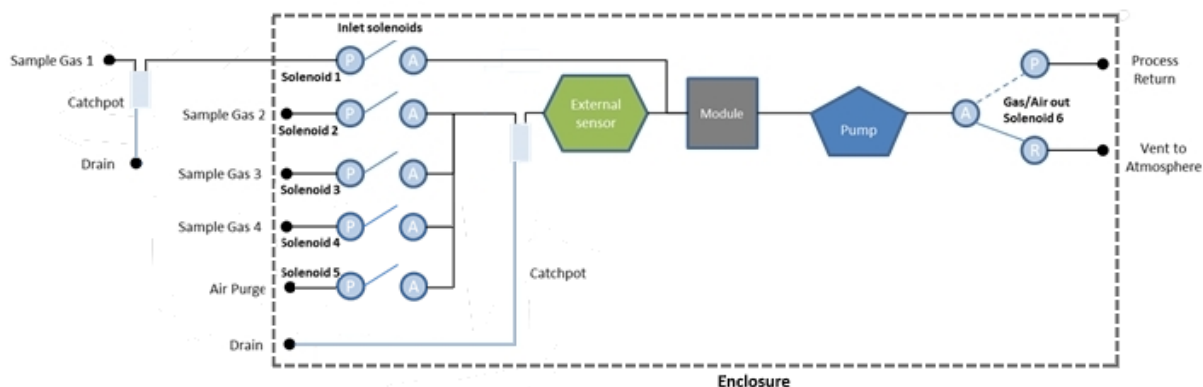 Inlet solenoids
P
A
Sample Gas 1
Solenoid 1
Catchpot
Drain
Sample Gas 2
P
A
Solenoid 2
Sample Gas 3
P
A
Solenoid 3
Sample Gas 4
P
A
Solenoid 4
Solenoid 5
Air Purge
P
A
Drain
Catchpot
External
sensor
Module
Pump
A
P
Process
Return
Gas/Air out
Solenoid 6
R
Vent to
Atmosphere
Enclosure